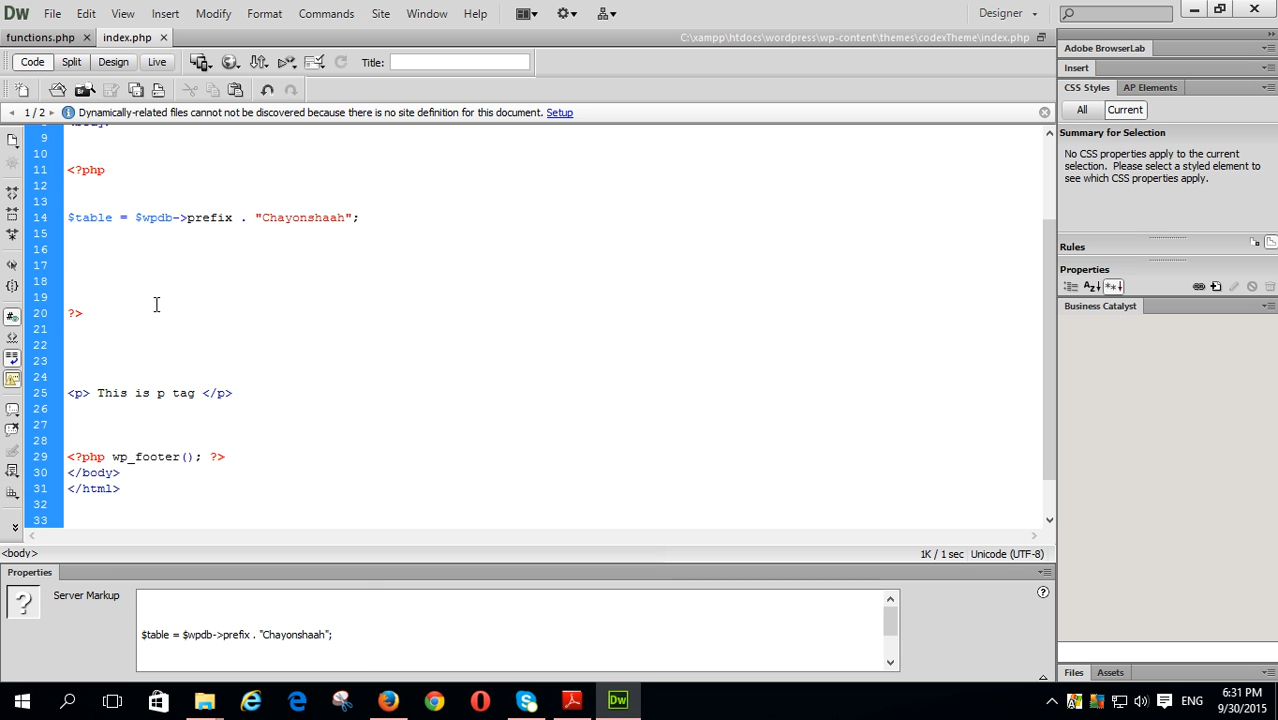 Dw File Edit View Insert Modify Format Commands Site Window Help Designer
functions.php × index.php × C:\xampp\htdocs\wordpress\wp-content\themes\codexTheme\index.php
Code Split Design Live Title:
1 / 2 Dynamically-related files cannot not be discovered because there is no site definition for this document. Setup
9
10
11 <?php
12
13
14 $table = $wpdb->prefix . "Chayonshaah";
15
16
17
18
19
20 ?>
21
22
23
24
25 <p> This is p tag </p>
26
27
28
29 <?php wp_footer(); ?>
30 </body>
31 </html>
32
33
<body> 1K / 1 sec Unicode (UTF-8)
Properties
Server Markup
$table = $wpdb->prefix . "Chayonshaah";
Adobe BrowserLab
Insert
CSS Styles AP Elements
All Current
Summary for Selection
No CSS properties apply to the current
selection. Please select a styled element to
see which CSS properties apply.
Rules
Properties
Business Catalyst
Files Assets
Dw ENG 6:31 PM
9/30/2015